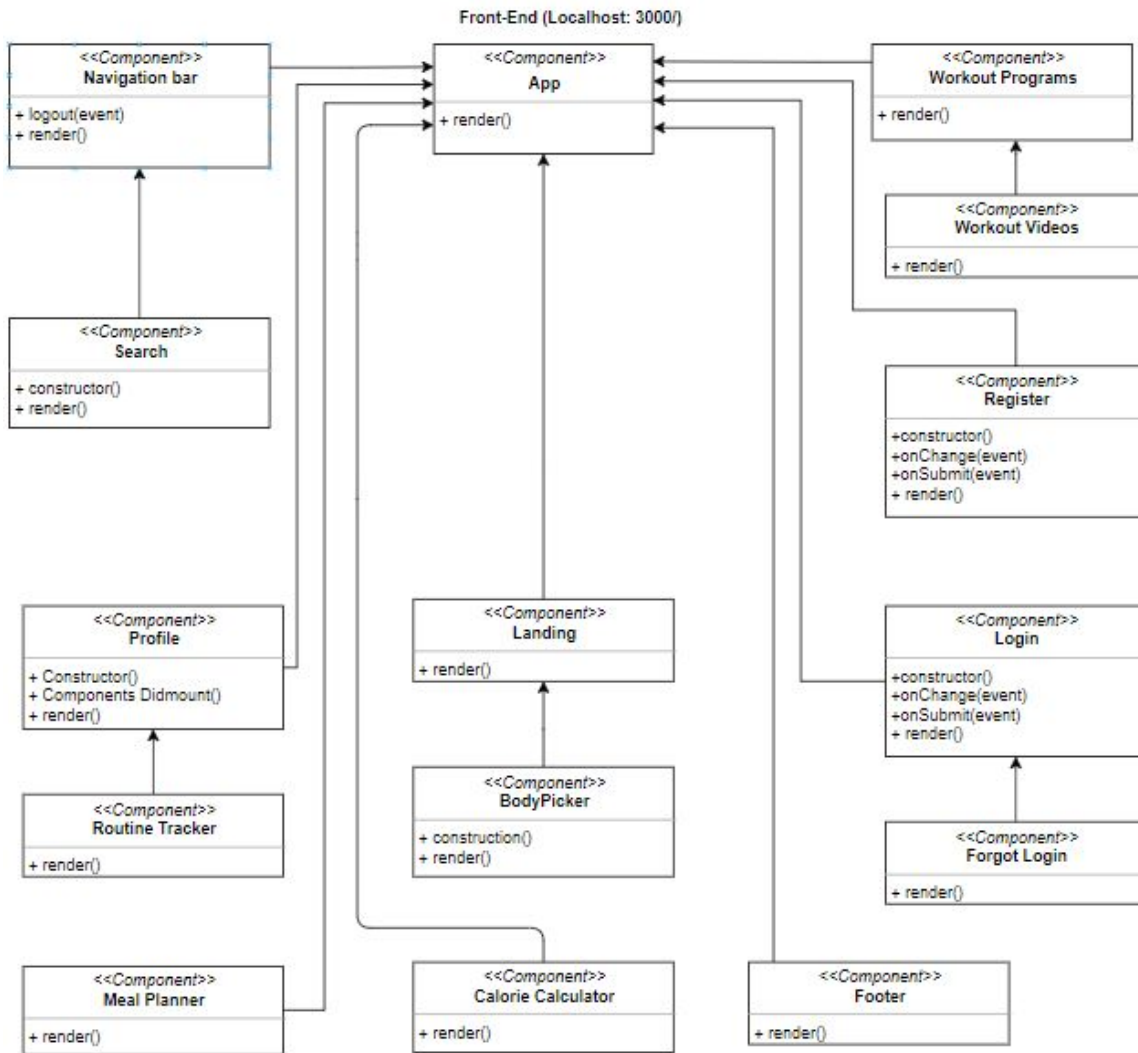 Front-End (Localhost: 3000/)
<<Component>>
Navigation bar
+ logout(event)
+ render()
<<Component>>
App
+ render()
<<Component>>
Workout Programs
+ render()
<<Component>>
Workout Videos
+ render()
<<Component>>
Search
+ constructor()
+ render()
<<Component>>
Register
+constructor()
+onChange(event)
+onSubmit(event)
+ render()
<<Component>>
Profile
+ Constructor()
+ Components Didmount()
+ render()
<<Component>>
Landing
+ render()
<<Component>>
Login
+constructor()
+onChange(event)
+onSubmit(event)
+ render()
<<Component>>
Routine Tracker
+ render()
<<Component>>
BodyPicker
+ construction()
+ render()
<<Component>>
Forgot Login
+ render()
<<Component>>
Meal Planner
+ render()
<<Component>>
Calorie Calculator
+ render()
<<Component>>
Footer
+ render()